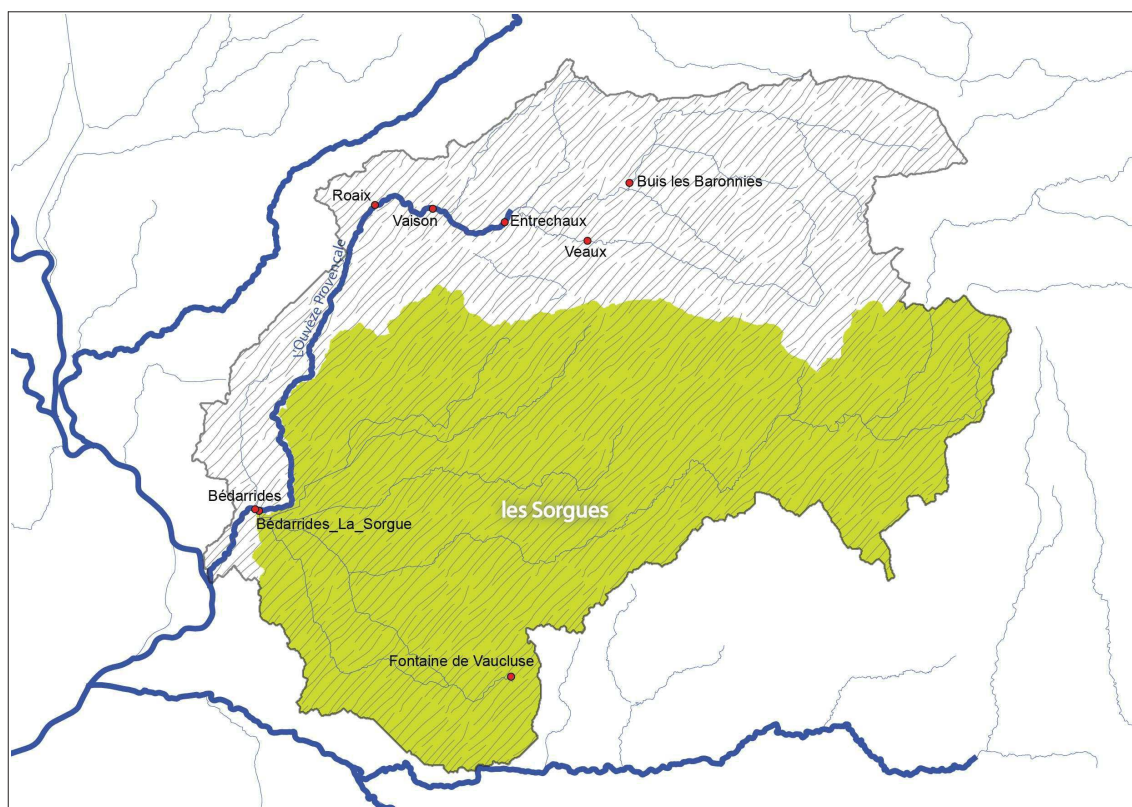 Buis les Baronnies
Roaix
Vaison
Entrechaux
Veaux
L'Ouvèze Provençale
Bédarrides
les Sorgues
Bédarrides_La_Sorgue
Fontaine de Vaucluse